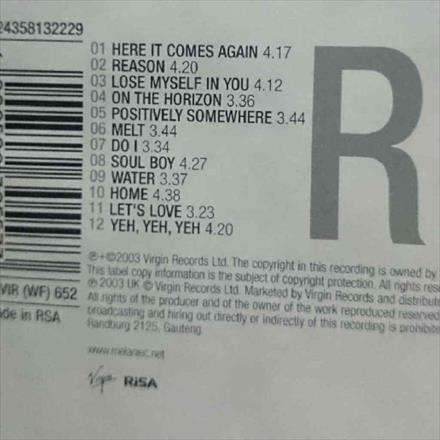 24358132229
01 HERE IT COMES AGAIN 4.17
02 REASON 4.20
03 LOSE MYSELF IN YOU 4.12
04 ON THE HORIZON 3.36
05 POSITIVELY SOMEWHERE 3.44
06 MELT 3.44
07 DO I 3.34
08 SOUL BOY 4.27
09 WATER 3.37
10 HOME 4.38
11 LET'S LOVE 3.23
12 YEH, YEH, YEH 4.20
R
℗+©2003 Virgin Records Ltd. The copyright in this recording is owned by
This label copy information is the subject of copyright protection. All rights res
℗ 2003 UK © Virgin Records Ltd. Marketed by Virgin Records and distribut
All rights of the producer and of the owner of the work reproduced reserved
broadcasting and hiring out directly or indirectly of this recording is prohibite
Randburg 2125, Gauteng
VIR (WF) 652
de in RSA
www.melaniec.net
Virgin RiSA